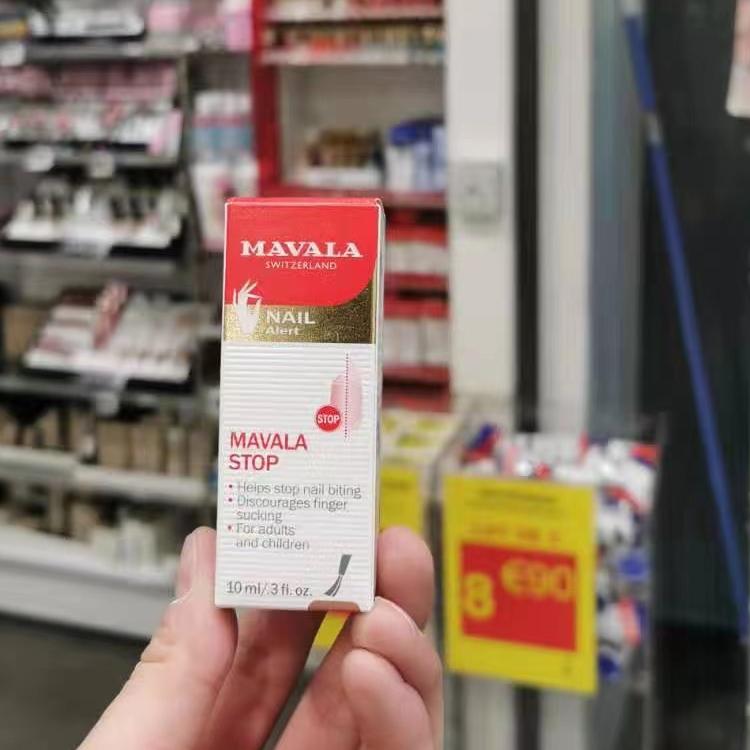 MAVALA
SWITZERLAND
NAIL
Alert
STOP
MAVALA
STOP
• Helps stop nail biting
• Discourages finger
sucking
• For adults
and children
10 ml/.3 fl. oz.
8 €90